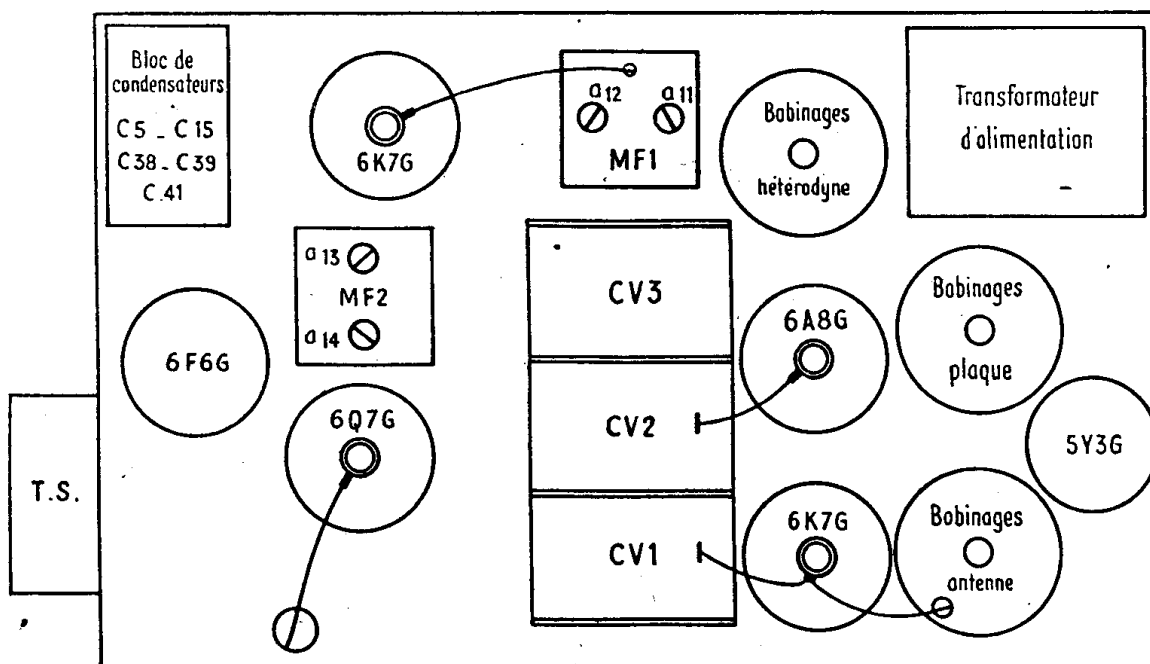 Bloc de
condensateurs
C5 - C15
C38 - C39
C.41
6K7G
a12
a11
MF1
Bobinages
hétérodyne
Transformateur
d'alimentation
a13
MF2
a14
6F6G
CV3
6A8G
Bobinages
plaque
6Q7G
CV2
5Y3G
T.S.
CV1
6K7G
Bobinages
antenne